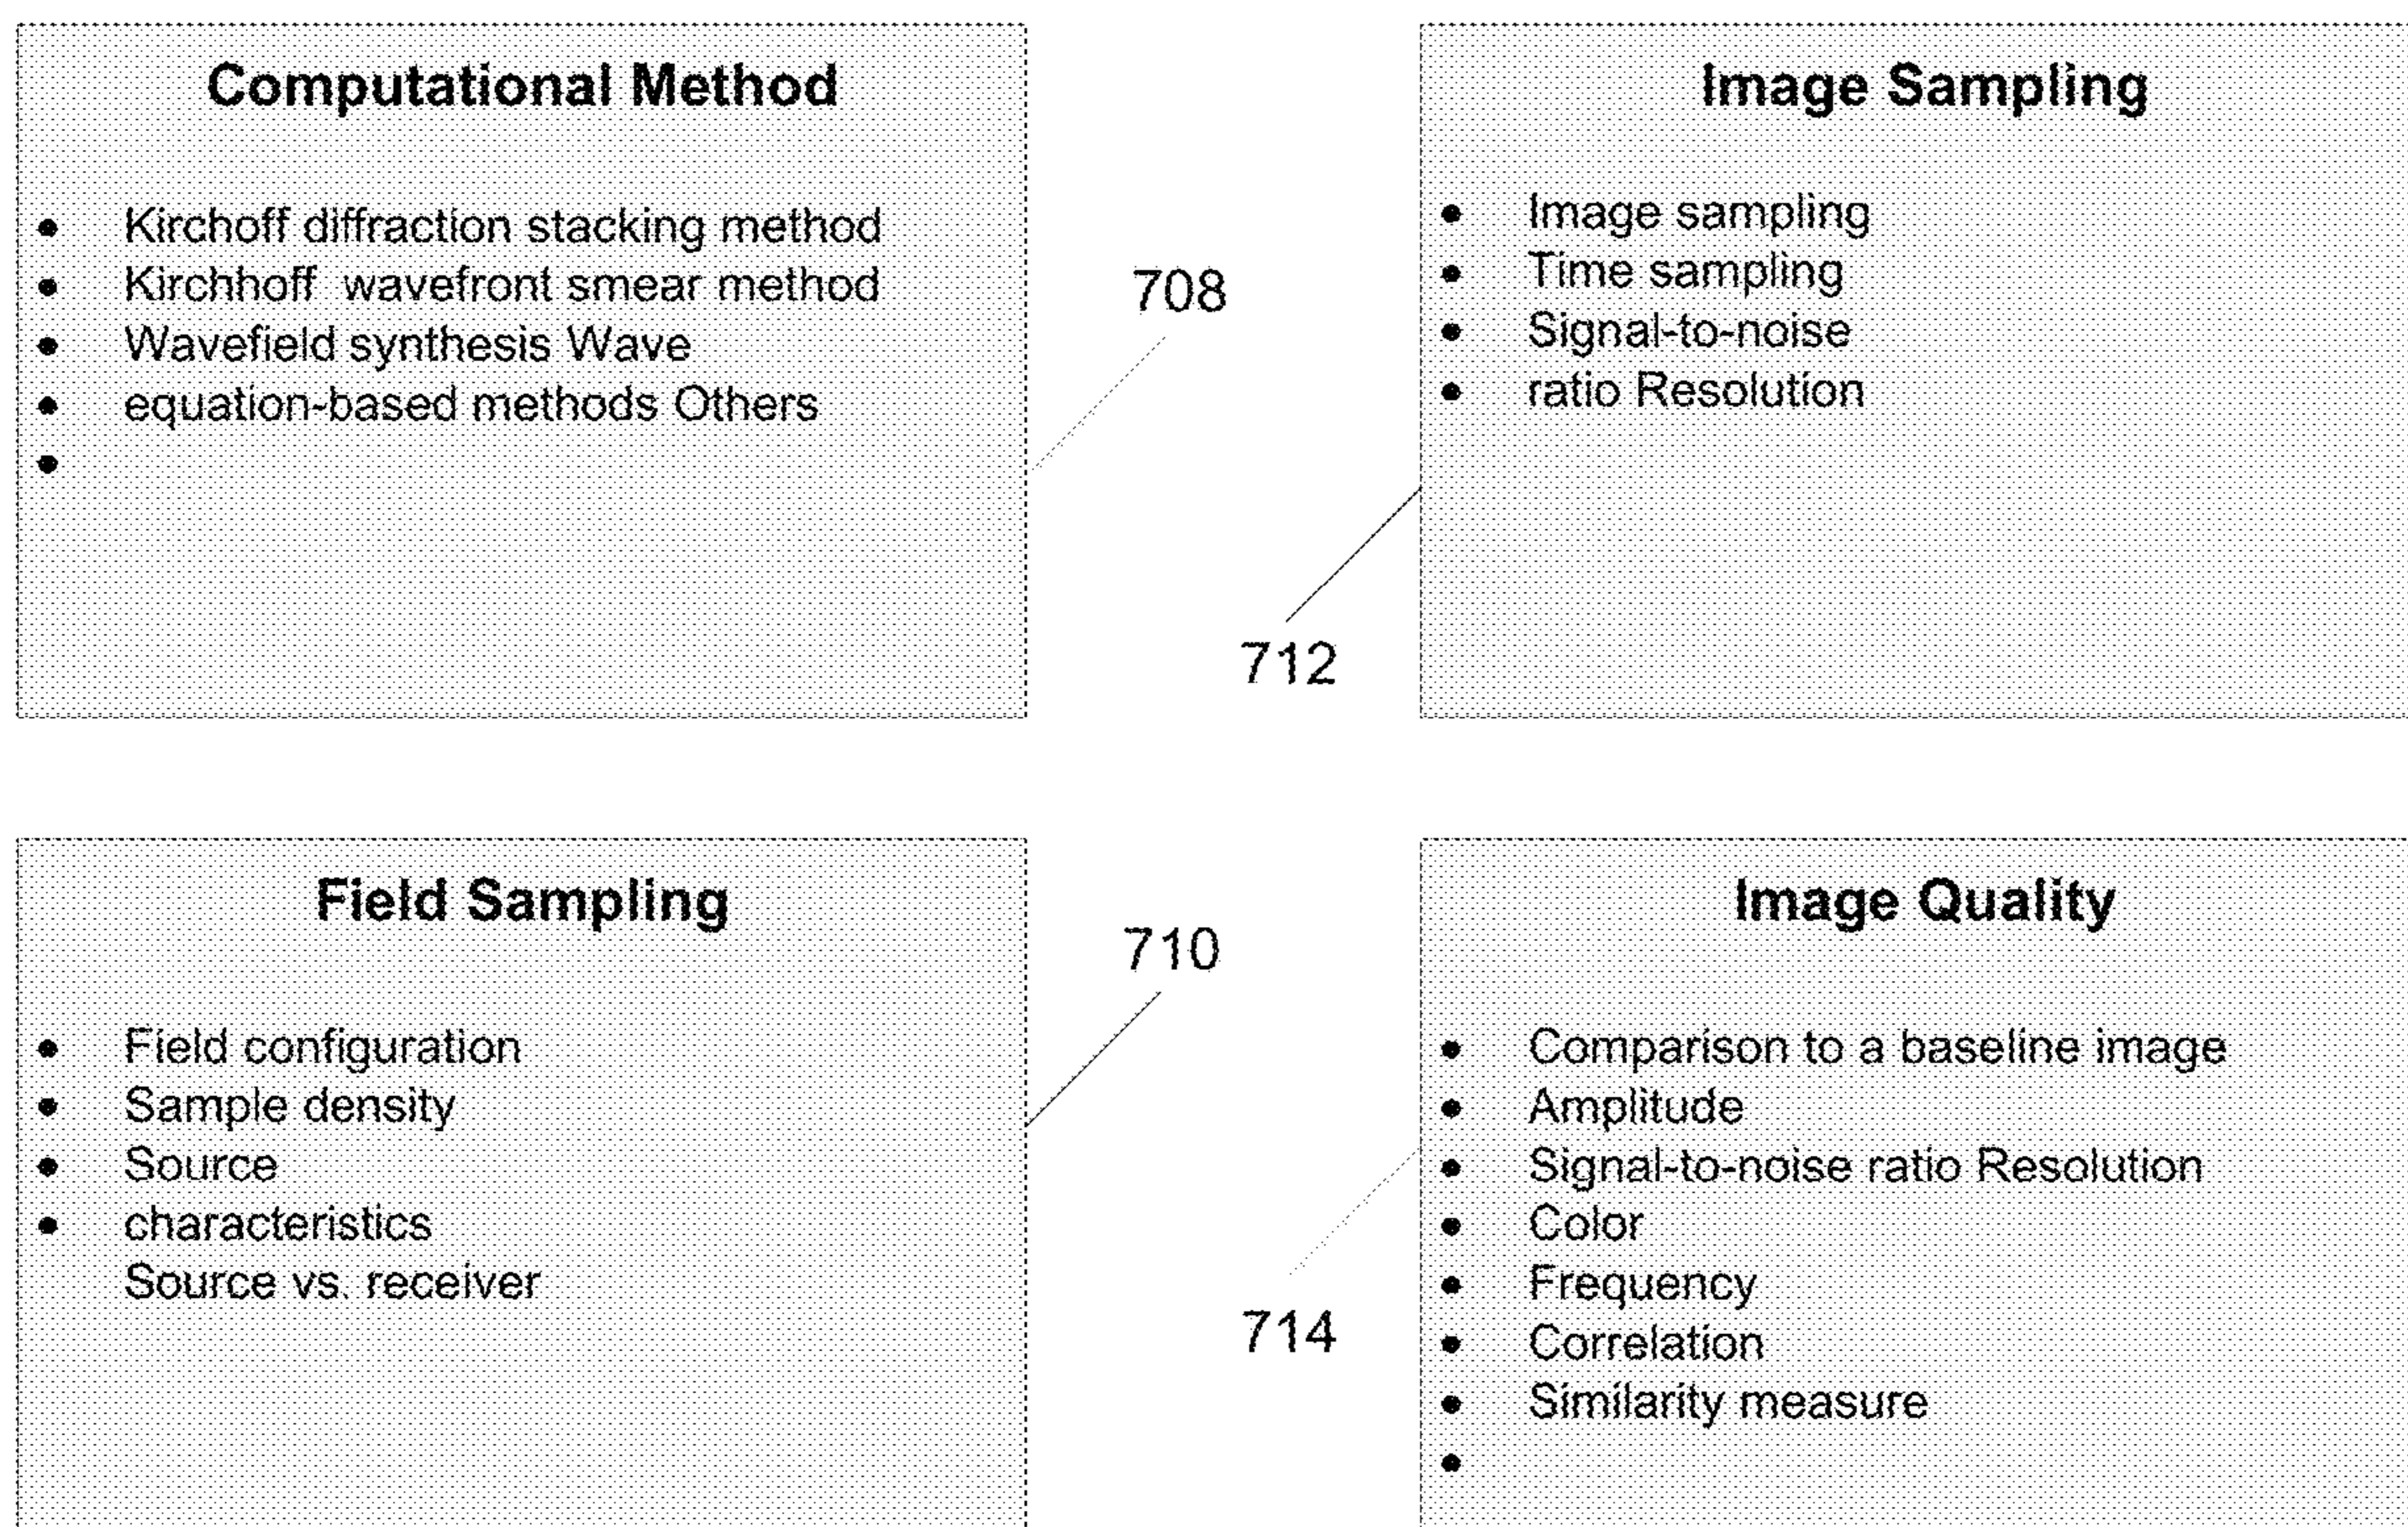 Computational Method
• Kirchoff diffraction stacking method
• Kirchhoff wavefront smear method
• Wavefield synthesis Wave
• equation-based methods Others
•
708
Image Sampling
• Image sampling
• Time sampling
• Signal-to-noise
• ratio Resolution
712
Field Sampling
• Field configuration
• Sample density
• Source
• characteristics
Source vs. receiver
710
Image Quality
• Comparison to a baseline image
• Amplitude
• Signal-to-noise ratio Resolution
• Color
• Frequency
• Correlation
• Similarity measure
•
714